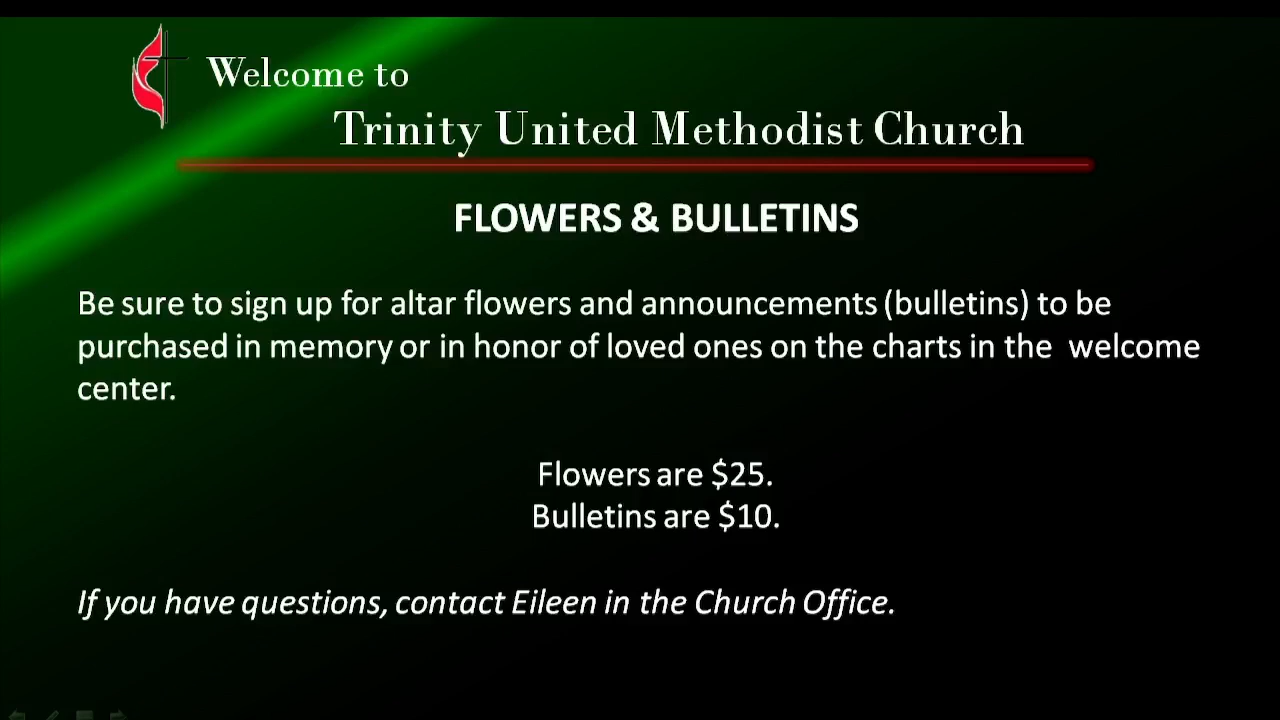 Welcome to
Trinity United Methodist Church
FLOWERS & BULLETINS
Be sure to sign up for altar flowers and announcements (bulletins) to be
purchased in memory or in honor of loved ones on the charts in the  welcome
center.
Flowers are $25.
Bulletins are $10.
If you have questions, contact Eileen in the Church Office.